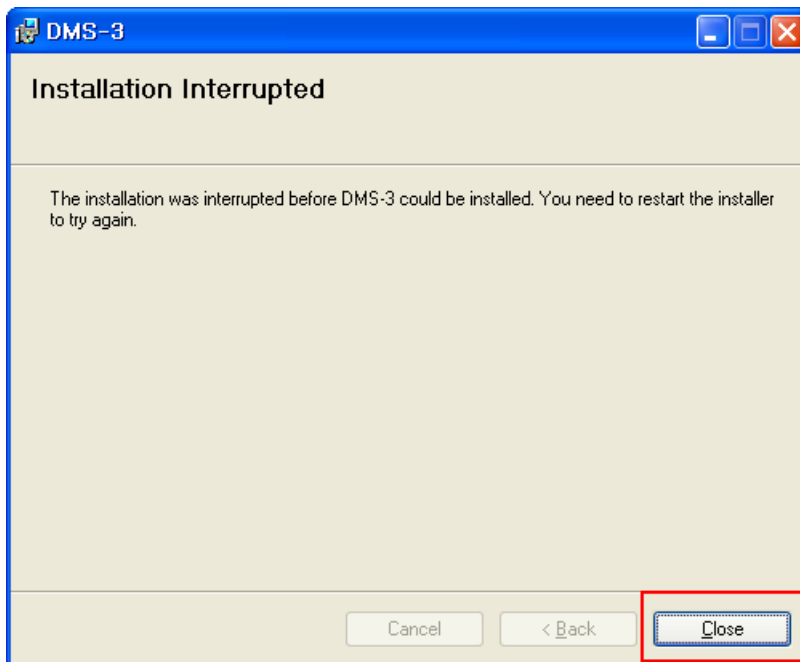 DMS-3
Installation Interrupted
The installation was interrupted before DMS-3 could be installed. You need to restart the installer
to try again.
Cancel
< Back
Close